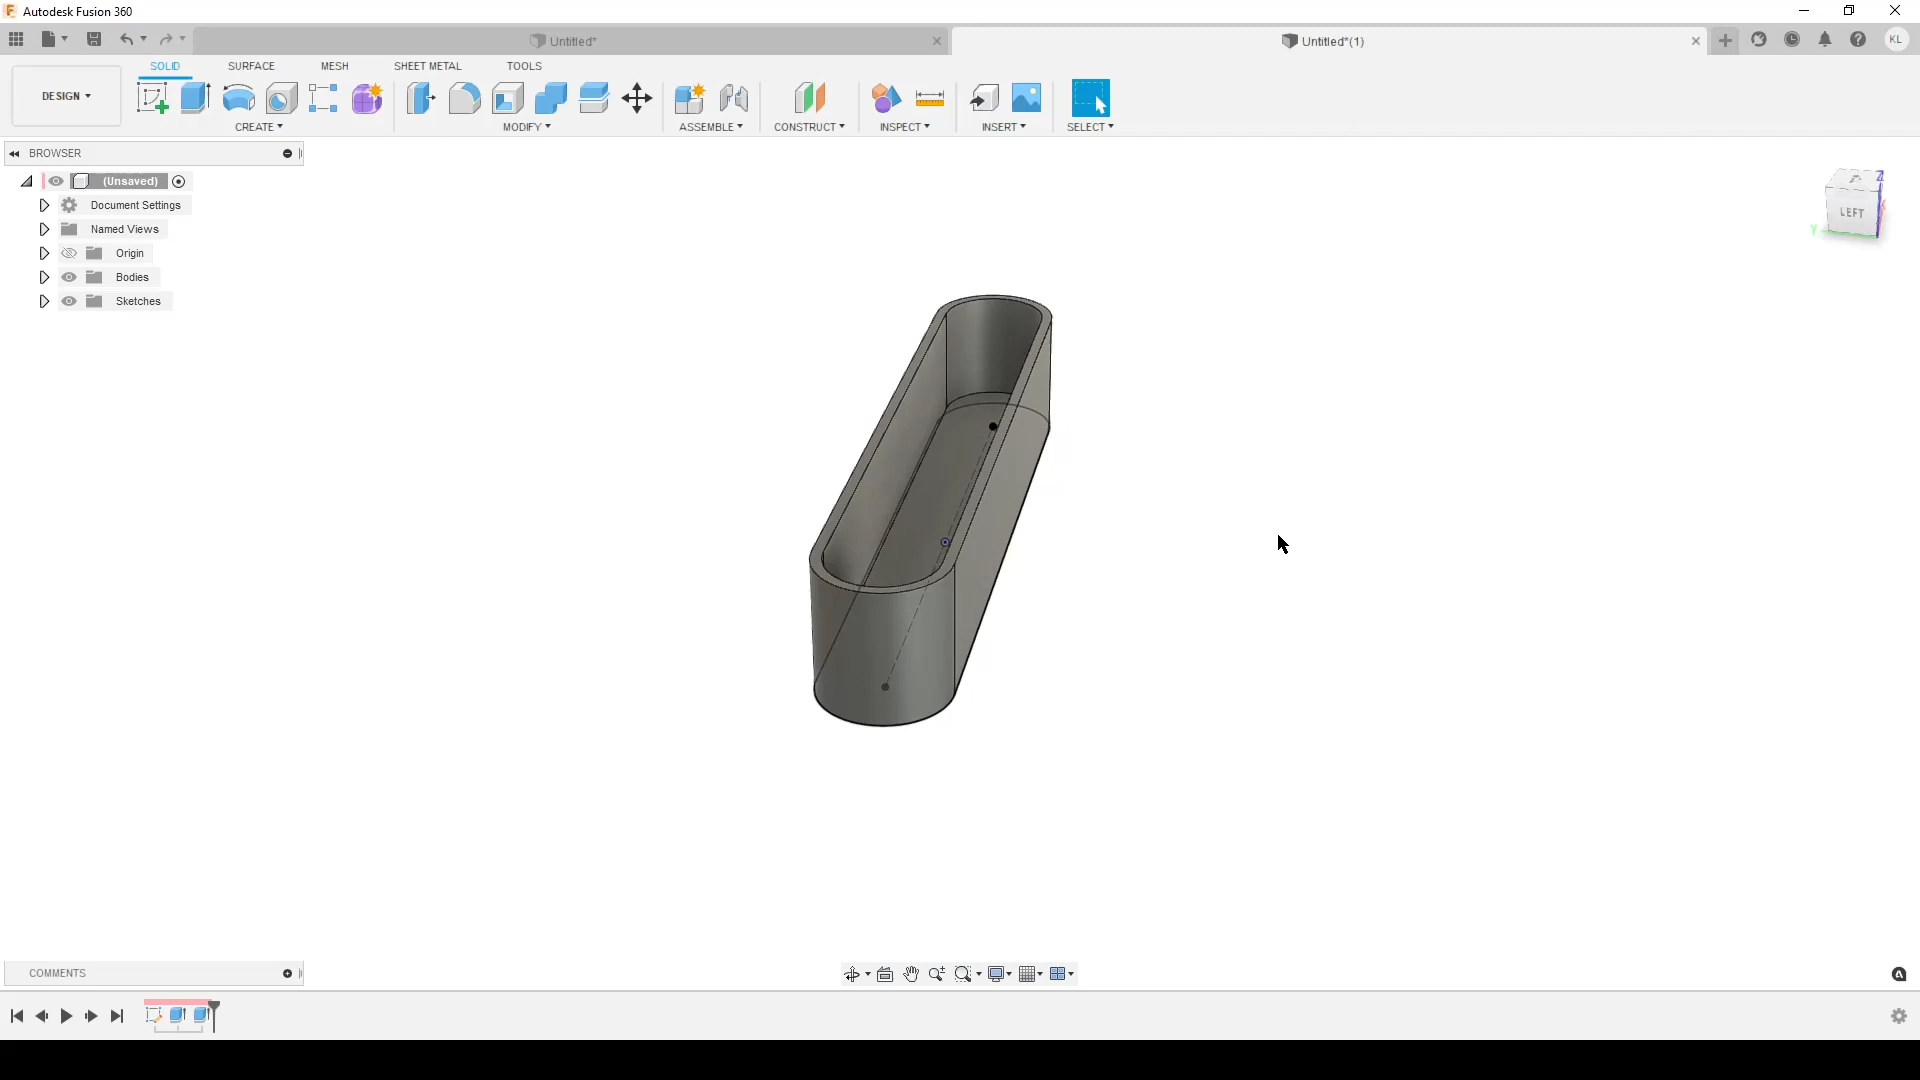 Autodesk Fusion 360
Untitled*
Untitled*(1)
KL
DESIGN
SOLID
SURFACE
MESH
SHEET METAL
TOOLS
CREATE
MODIFY
ASSEMBLE
CONSTRUCT
INSPECT
INSERT
SELECT
BROWSER
(Unsaved)
Document Settings
Named Views
Origin
Bodies
Sketches
Z
LEFT
Y
COMMENTS